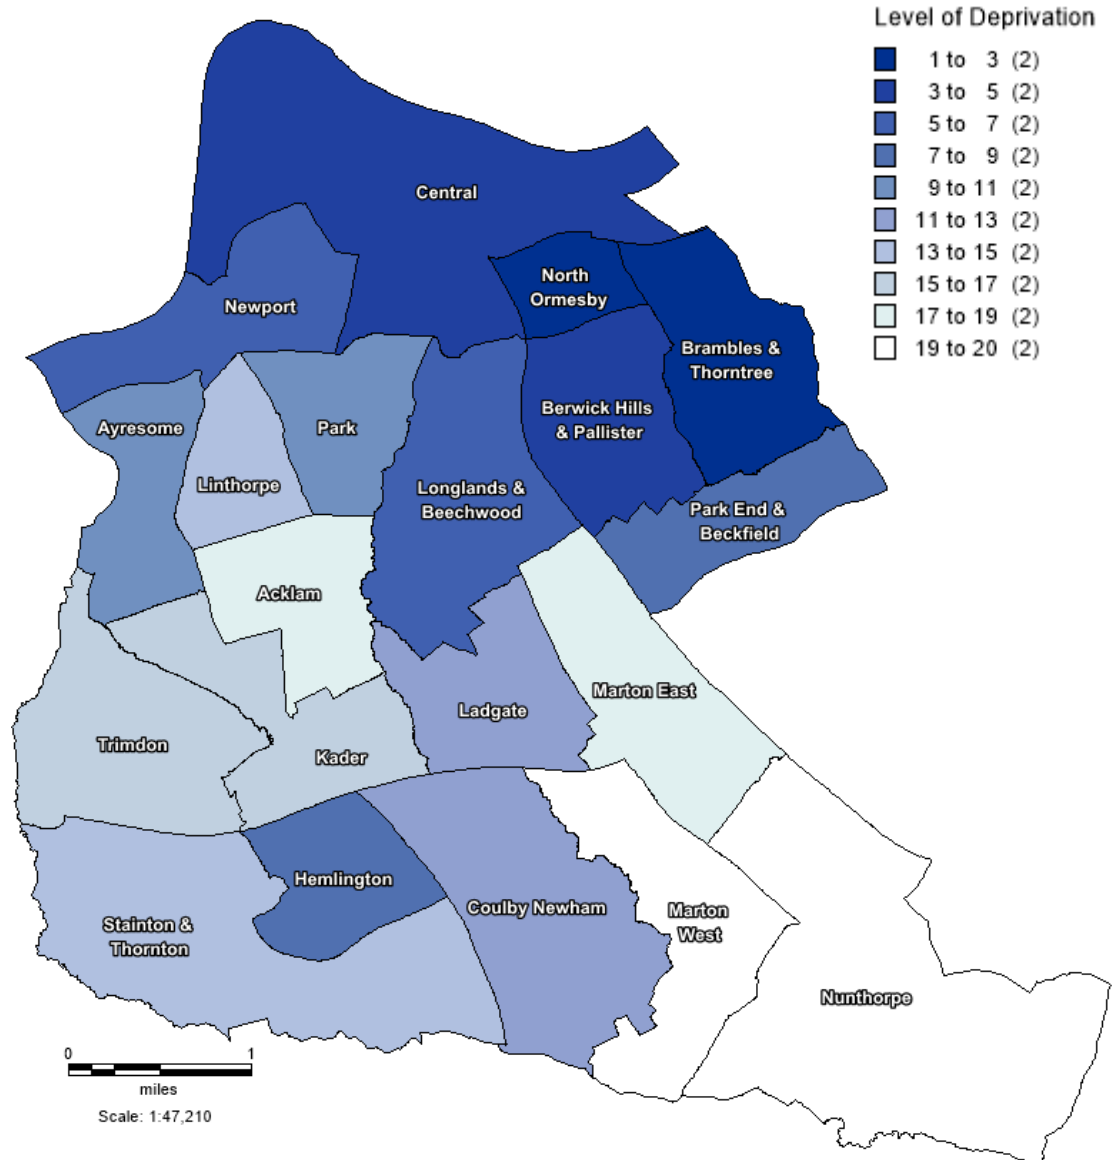 Level of Deprivation
1 to 3 (2)
3 to 5 (2)
5 to 7 (2)
7 to 9 (2)
9 to 11 (2)
11 to 13 (2)
13 to 15 (2)
15 to 17 (2)
17 to 19 (2)
19 to 20 (2)
Central
North
Ormesby
Newport
Brambles &
Thorntree
Berwick Hills
& Pallister
Ayresome
Park
Linthorpe
Longlands &
Beechwood
Park End &
Beckfield
Acklam
Marton East
Ladgate
Trimdon
Kader
Hemlington
Coulby Newham
Marton
West
Stainton &
Thornton
Nunthorpe
0 1
miles
Scale: 1:47,210